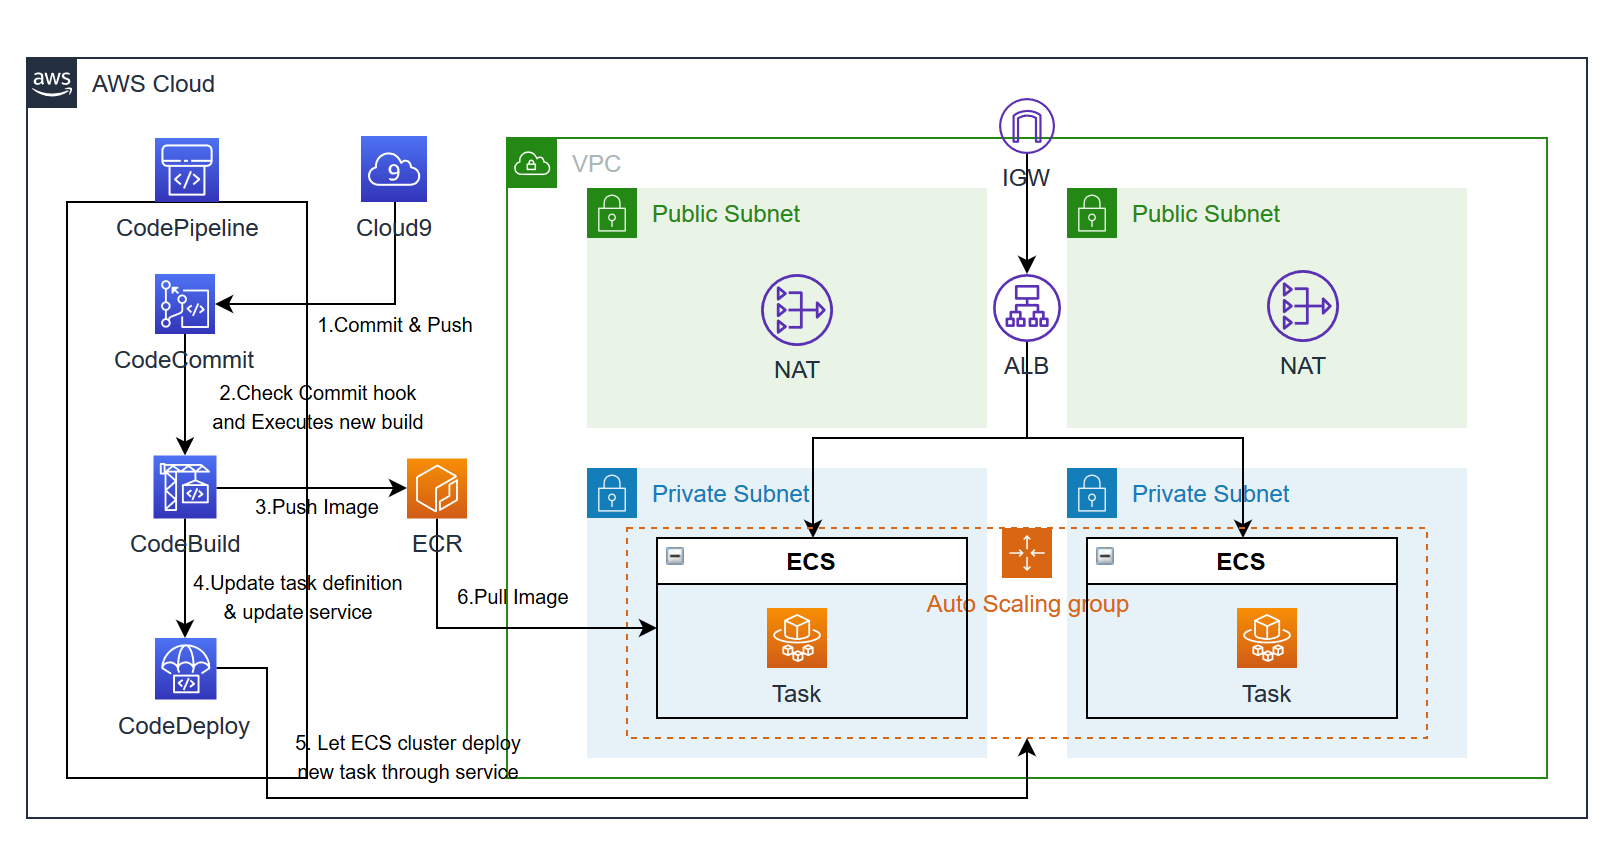 aws
AWS Cloud
IGW
VPC
Public Subnet
Public Subnet
CodePipeline
9
Cloud9
1.Commit & Push
CodeCommit
NAT
ALB
NAT
2.Check Commit hook
and Executes new build
3.Push Image
CodeBuild
ECR
Private Subnet
Private Subnet
4.Update task definition
& update service
6.Pull Image
ECS
ECS
Auto Scaling group
Task
Task
CodeDeploy
5. Let ECS cluster deploy
new task through service